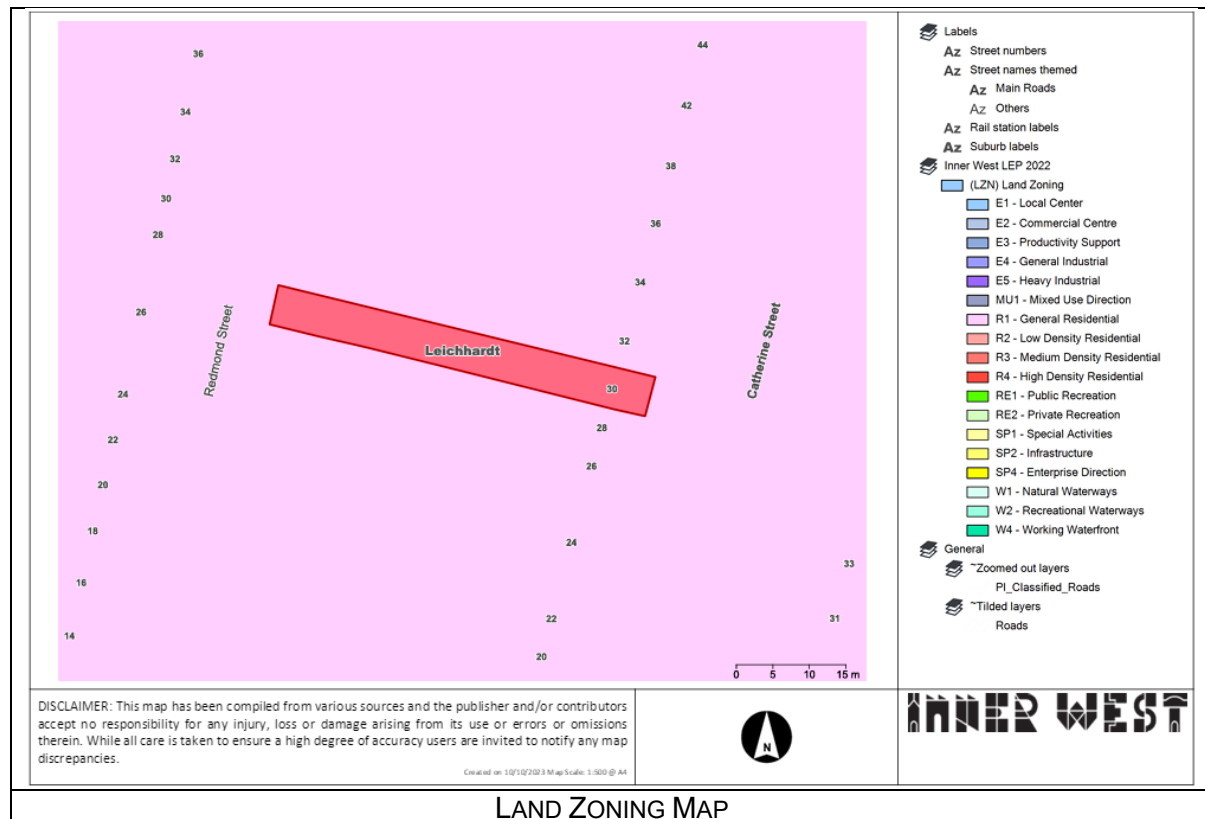 36
44
34
42
32
38
30
36
28
34
26
Redmond Street
Leichhardt
Catherine Street
32
30
24
28
22
26
20
18
24
33
16
22
31
14
20
0 5 10 15 m
Labels
Az Street numbers
Az Street names themed
Az Main Roads
Az Others
Az Rail station labels
Az Suburb labels
Inner West LEP 2022
(LZN) Land Zoning
E1 - Local Center
E2 - Commercial Centre
E3 - Productivity Support
E4 - General Industrial
E5 - Heavy Industrial
MU1 - Mixed Use Direction
R1 - General Residential
R2 - Low Density Residential
R3 - Medium Density Residential
R4 - High Density Residential
RE1 - Public Recreation
RE2 - Private Recreation
SP1 - Special Activities
SP2 - Infrastructure
SP4 - Enterprise Direction
W1 - Natural Waterways
W2 - Recreational Waterways
W4 - Working Waterfront
General
~Zoomed out layers
PI_Classified_Roads
~Tilded layers
Roads
DISCLAIMER: This map has been compiled from various sources and the publisher and/or contributors
accept no responsibility for any injury, loss or damage arising from its use or errors or omissions
therein. While all care is taken to ensure a high degree of accuracy users are invited to notify any map
discrepancies.
Created on 10/10/2023 Map Scale: 1:500 @ A4
N
INNER WEST
LAND ZONING MAP